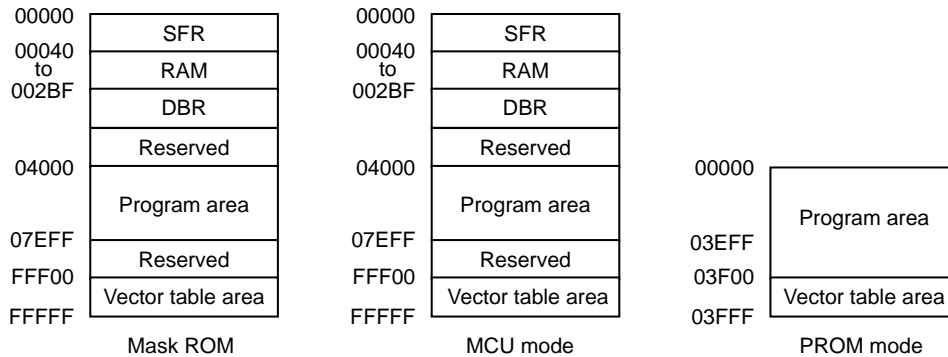 00000
SFR
00040
to
002BF
RAM
DBR
Reserved
04000
Program area
07EFF
Reserved
FFF00
Vector table area
FFFFF
Mask ROM
00000
SFR
00040
to
002BF
RAM
DBR
Reserved
04000
Program area
07EFF
Reserved
FFF00
Vector table area
FFFFF
MCU mode
00000
Program area
03EFF
03F00
Vector table area
03FFF
PROM mode